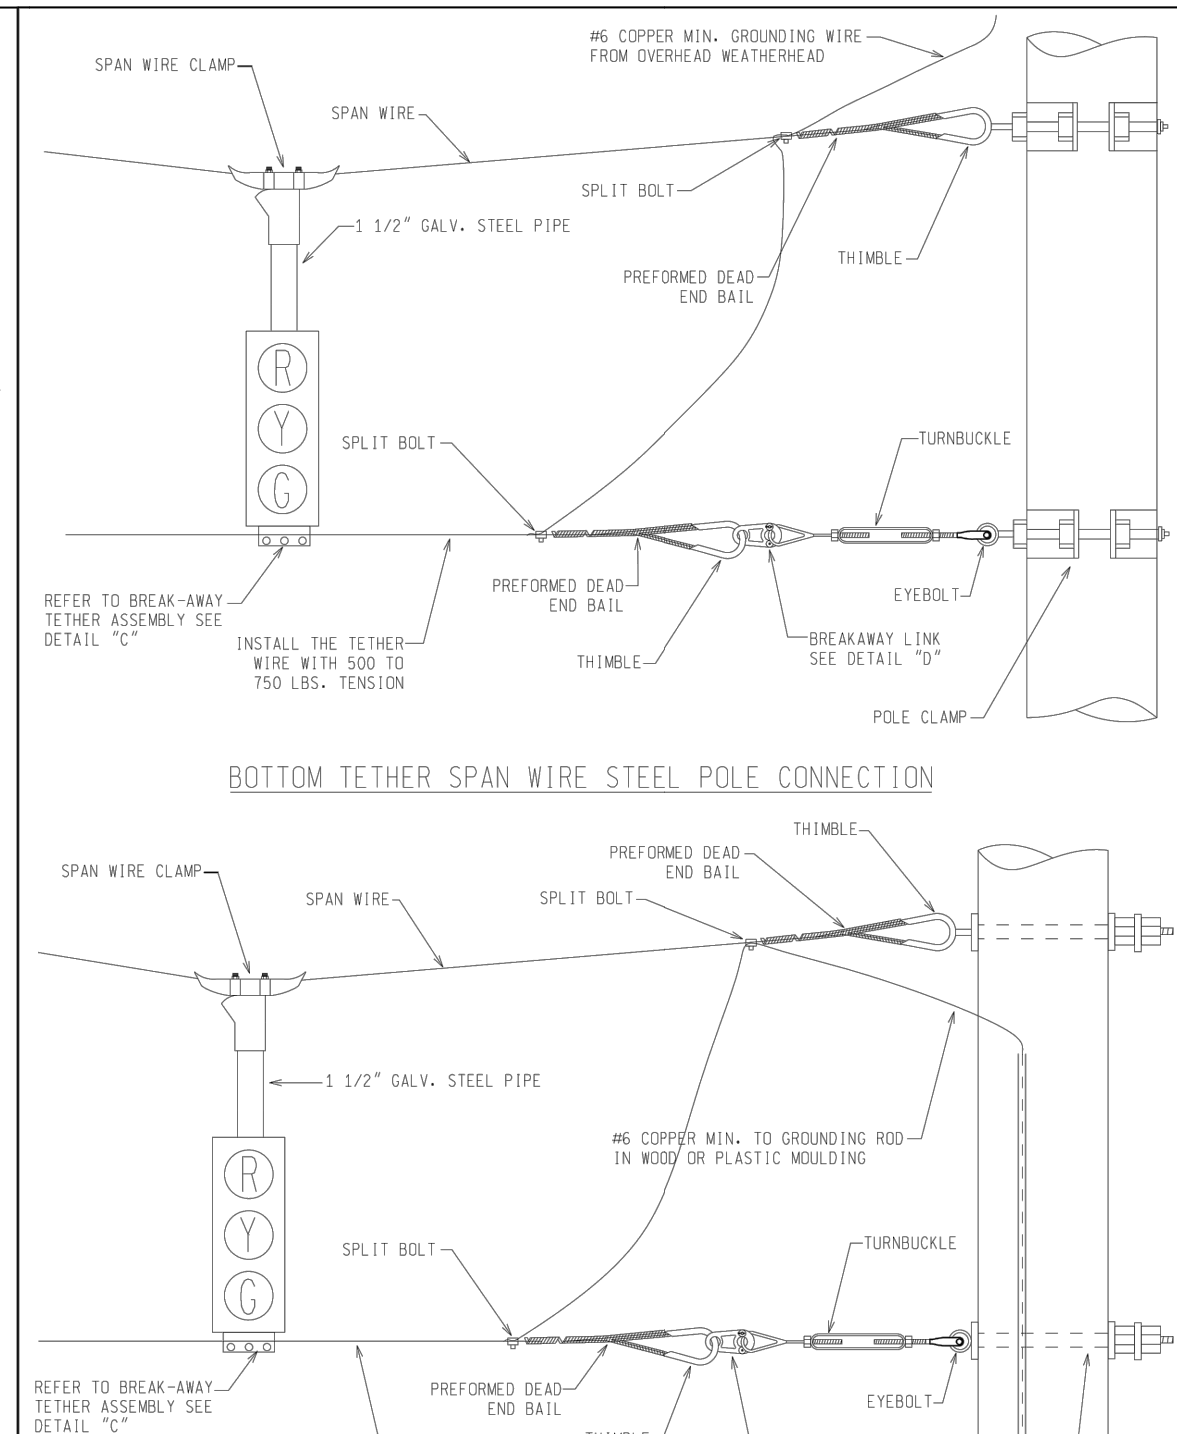 #6 COPPER MIN. GROUNDING WIRE
FROM OVERHEAD WEATHERHEAD
SPAN WIRE CLAMP
SPAN WIRE
SPLIT BOLT
1 1/2" GALV. STEEL PIPE
THIMBLE
PREFORMED DEAD
END BAIL
R
Y
G
SPLIT BOLT
TURNBUCKLE
PREFORMED DEAD
END BAIL
EYEBOLT
REFER TO BREAK-AWAY
TETHER ASSEMBLY SEE
DETAIL "C"
INSTALL THE TETHER
WIRE WITH 500 TO
750 LBS. TENSION
THIMBLE
BREAKAWAY LINK
SEE DETAIL "D"
POLE CLAMP
BOTTOM TETHER SPAN WIRE STEEL POLE CONNECTION
THIMBLE
PREFORMED DEAD
END BAIL
SPAN WIRE CLAMP
SPAN WIRE
SPLIT BOLT
1 1/2" GALV. STEEL PIPE
#6 COPPER MIN. TO GROUNDING ROD
IN WOOD OR PLASTIC MOULDING
R
Y
G
SPLIT BOLT
TURNBUCKLE
REFER TO BREAK-AWAY
TETHER ASSEMBLY SEE
DETAIL "C"
PREFORMED DEAD
END BAIL
EYEBOLT
THIMBLE